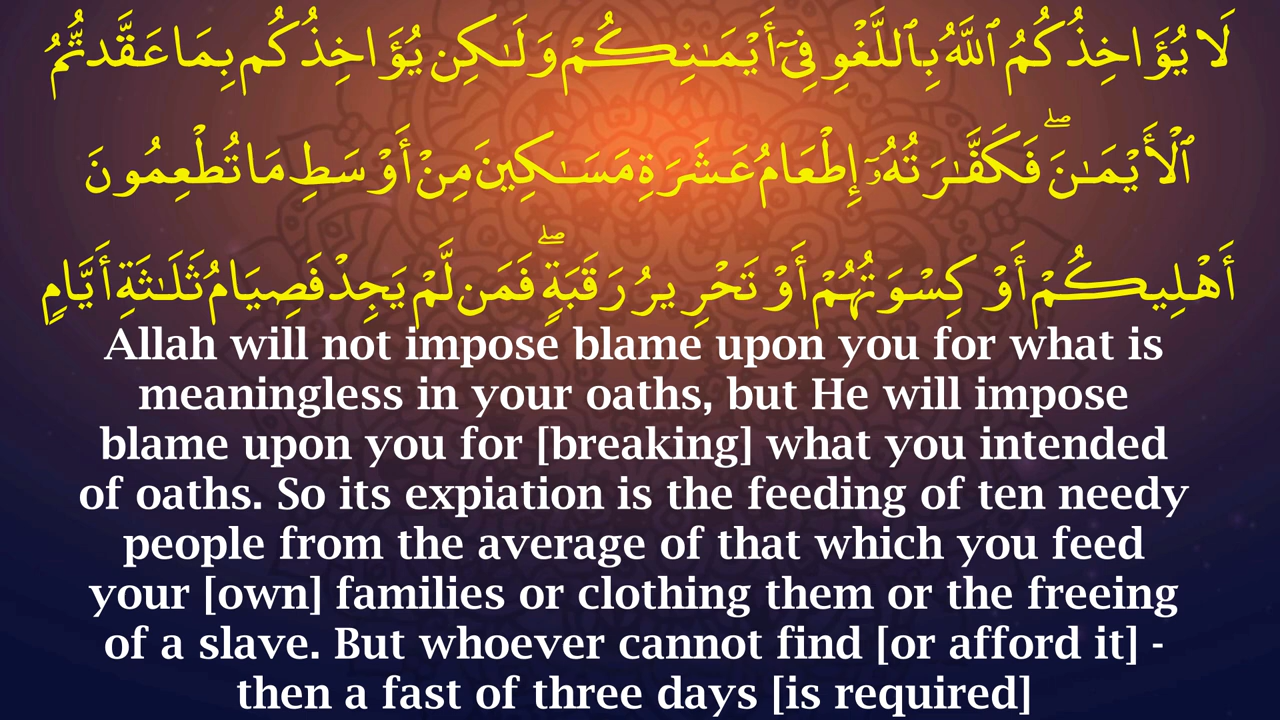 لَا يُؤَاخِذُكُمُ ٱللَّهُ بِٱللَّغْوِ فِىٓ أَيْمَـٰنِكُمْ وَلَـٰكِن يُؤَاخِذُكُم بِمَا عَقَّدتُّمُ
ٱلْأَيْمَـٰنَ ۖ فَكَفَّـٰرَتُهُۥٓ إِطْعَامُ عَشَرَةِ مَسَـٰكِينَ مِنْ أَوْسَطِ مَا تُطْعِمُونَ
أَهْلِيكُمْ أَوْ كِسْوَتُهُمْ أَوْ تَحْرِيرُ رَقَبَةٍ ۖ فَمَن لَّمْ يَجِدْ فَصِيَامُ ثَلَـٰثَةِ أَيَّامٍ
Allah will not impose blame upon you for what is
meaningless in your oaths, but He will impose
blame upon you for [breaking] what you intended
of oaths. So its expiation is the feeding of ten needy
people from the average of that which you feed
your [own] families or clothing them or the freeing
of a slave. But whoever cannot find [or afford it] -
then a fast of three days [is required]